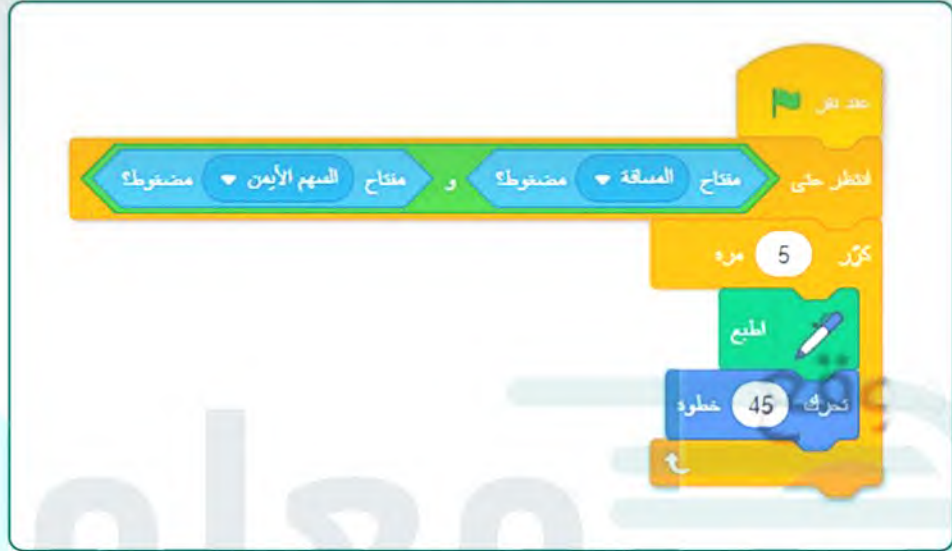 عند نقر
انتظر حتى مفتاح المسافة مضغوط؟ و مفتاح السهم الأيمن مضغوط؟
كرّر 5 مرة
اطبع
تحرك 45 خطوة